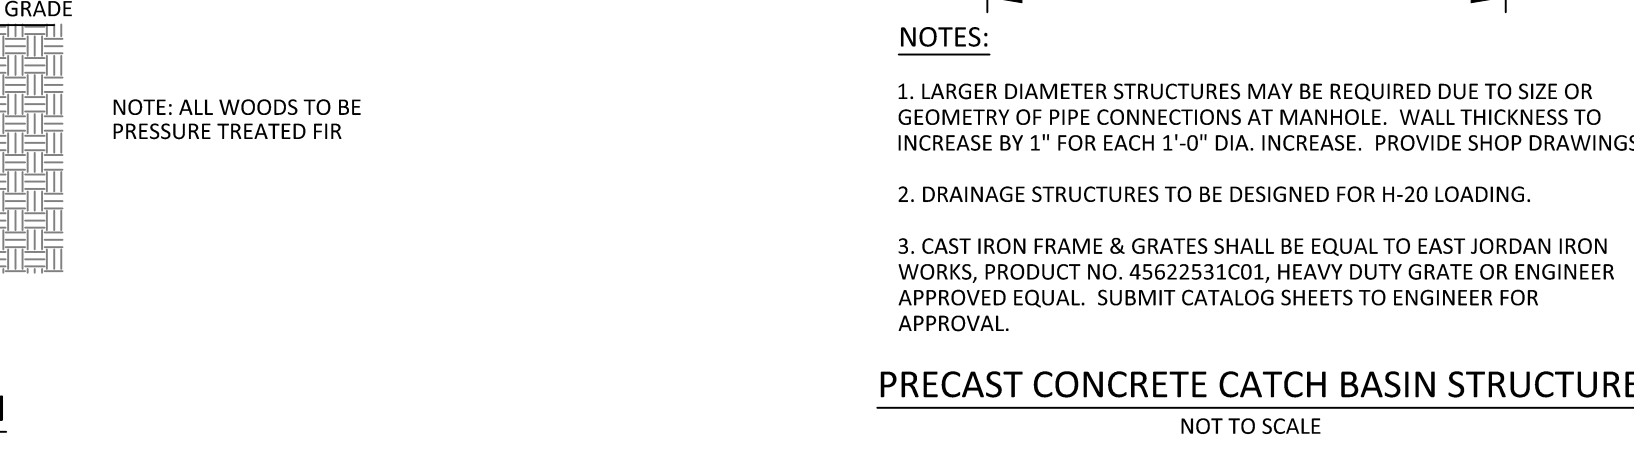 GRADE
NOTE: ALL WOODS TO BE
PRESSURE TREATED FIR
NOTES:
1. LARGER DIAMETER STRUCTURES MAY BE REQUIRED DUE TO SIZE OR
GEOMETRY OF PIPE CONNECTIONS AT MANHOLE.  WALL THICKNESS TO
INCREASE BY 1" FOR EACH 1'-0" DIA. INCREASE.  PROVIDE SHOP DRAWINGS
2. DRAINAGE STRUCTURES TO BE DESIGNED FOR H-20 LOADING.
3. CAST IRON FRAME & GRATES SHALL BE EQUAL TO EAST JORDAN IRON
WORKS, PRODUCT NO. 45622531C01, HEAVY DUTY GRATE OR ENGINEER
APPROVED EQUAL.  SUBMIT CATALOG SHEETS TO ENGINEER FOR
APPROVAL.
PRECAST CONCRETE CATCH BASIN STRUCTURE
NOT TO SCALE